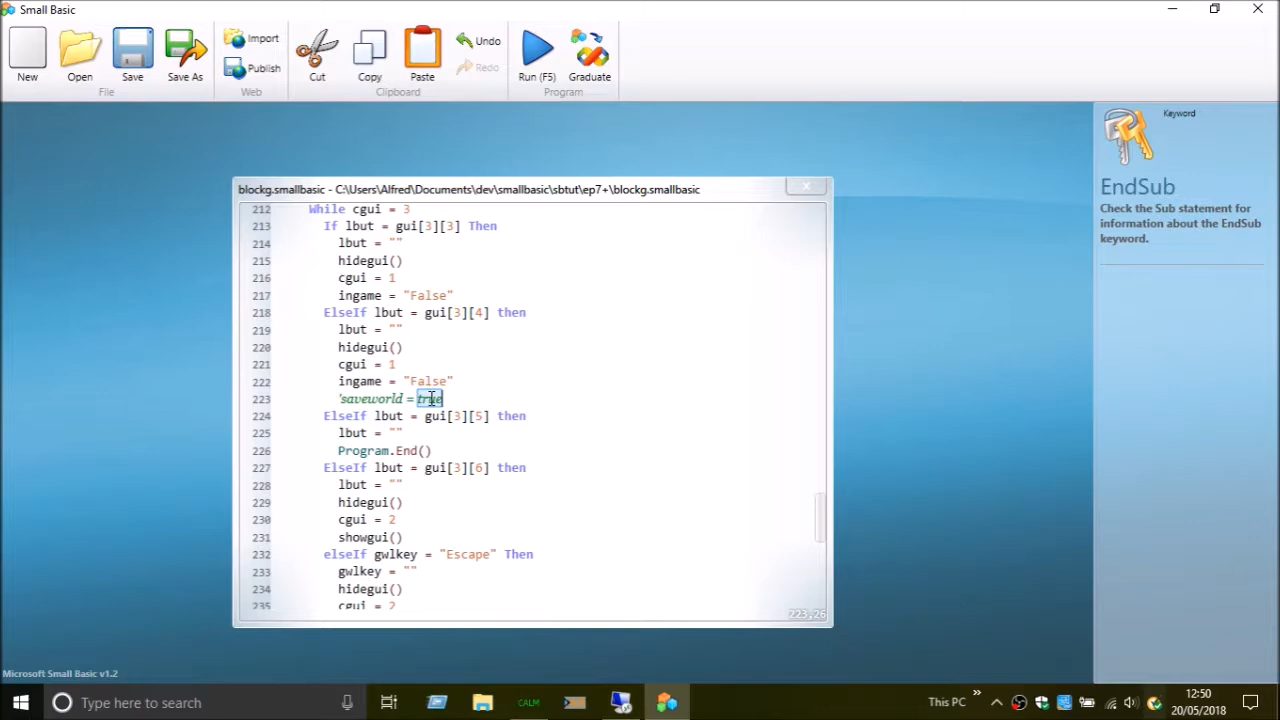 Small Basic
New
Open
Save
Save As
Import
Publish
Cut
Copy
Paste
Undo
Redo
Run (F5)
Graduate
File
Web
Clipboard
Program
Keyword
EndSub
Check the Sub statement for
information about the EndSub
keyword.
blockg.smallbasic - C:\Users\Alfred\Documents\dev\smallbasic\sbtut\ep7+\blockg.smallbasic
212 While cgui = 3
213 If lbut = gui[3][3] Then
214 lbut = ""
215 hidegui()
216 cgui = 1
217 ingame = "False"
218 ElseIf lbut = gui[3][4] then
219 lbut = ""
220 hidegui()
221 cgui = 1
222 ingame = "False"
223 'saveworld = true
224 ElseIf lbut = gui[3][5] then
225 lbut = ""
226 Program.End()
227 ElseIf lbut = gui[3][6] then
228 lbut = ""
229 hidegui()
230 cgui = 2
231 showgui()
232 elseIf gwlkey = "Escape" Then
233 gwlkey = ""
234 hidegui()
235 cgui = 2
223,26
Microsoft Small Basic v1.2
Type here to search
CALM
This PC
12:50
20/05/2018